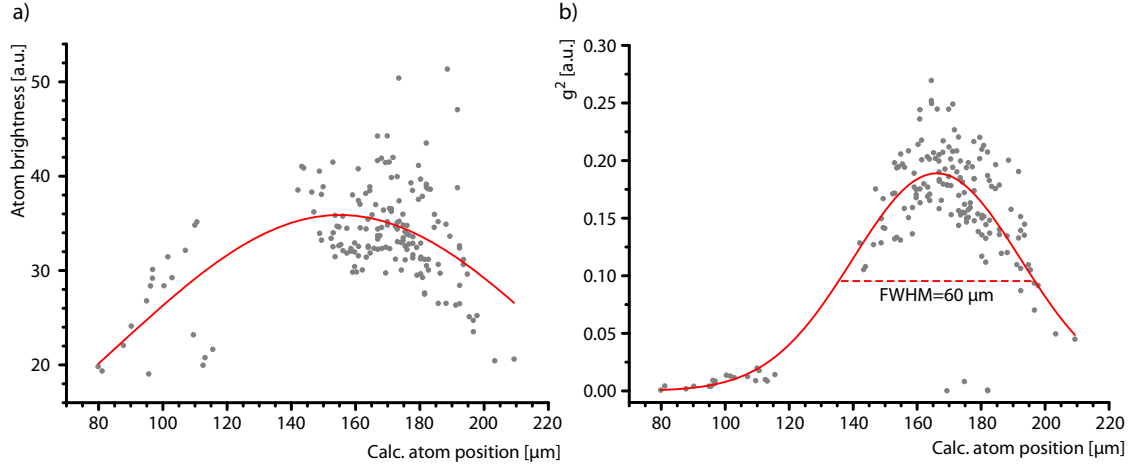 a)
Atom brightness [a.u.]
50
40
30
20
80 100 120 140 160 180 200 220
Calc. atom position [µm]
b)
g² [a.u.]
0.30
0.25
0.20
0.15
0.10
0.05
0.00
FWHM=60 µm
80 100 120 140 160 180 200 220
Calc. atom position [µm]